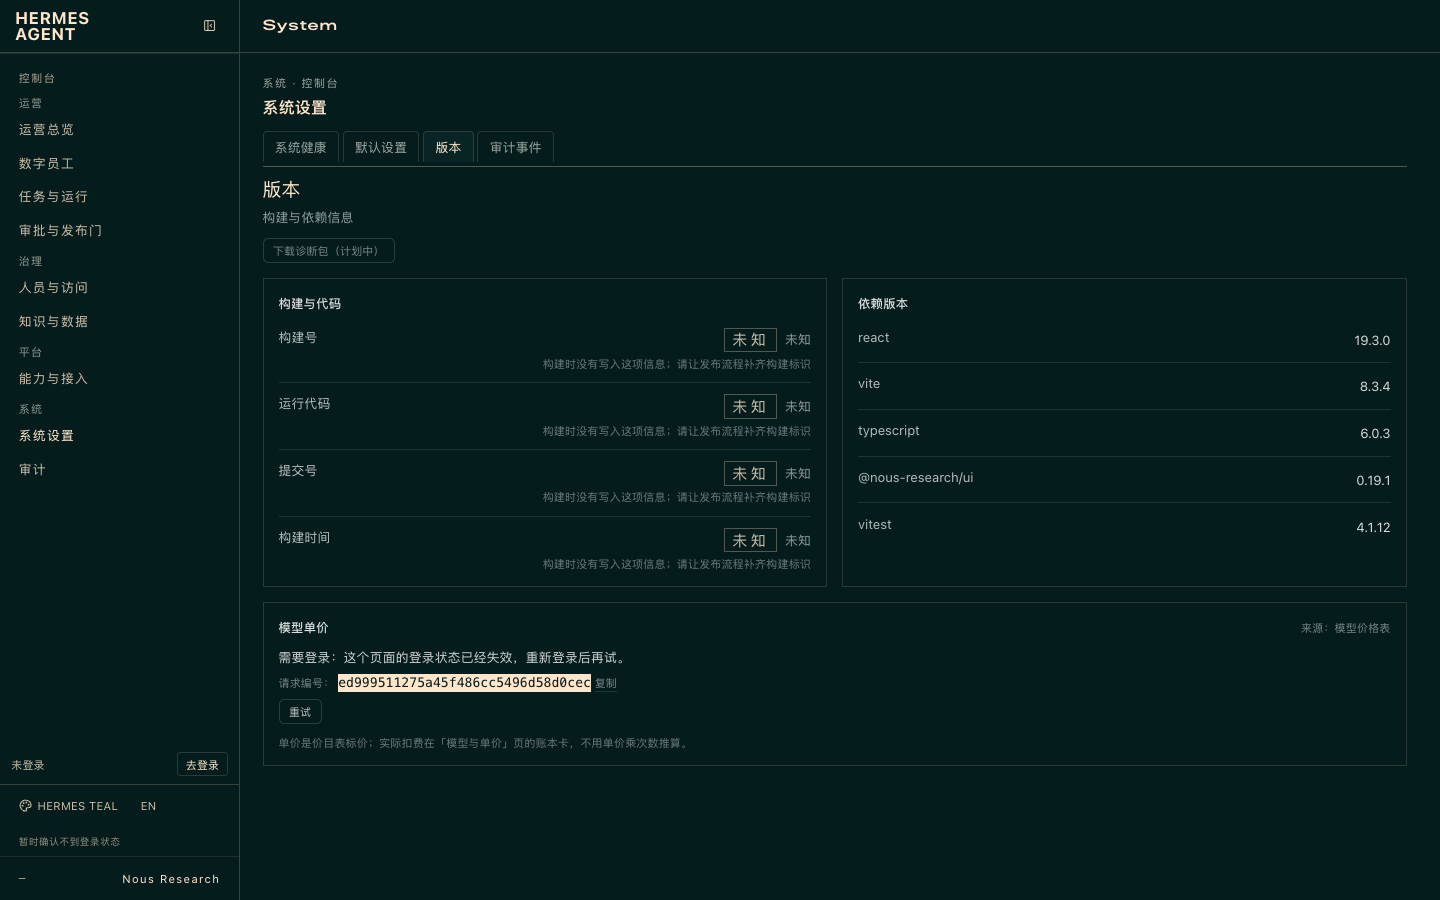 HERMES
AGENT
控制台
运营
运营总览
数字员工
任务与运行
审批与发布门
治理
人员与访问
知识与数据
平台
能力与接入
系统
系统设置
审计
未登录
去登录
HERMES TEAL
EN
暂时确认不到登录状态
–
Nous Research
System
系统 · 控制台
系统设置
系统健康
默认设置
版本
审计事件
版本
构建与依赖信息
下载诊断包（计划中）
构建与代码
构建号
未知 未知
构建时没有写入这项信息；请让发布流程补齐构建标识
运行代码
未知 未知
构建时没有写入这项信息；请让发布流程补齐构建标识
提交号
未知 未知
构建时没有写入这项信息；请让发布流程补齐构建标识
构建时间
未知 未知
构建时没有写入这项信息；请让发布流程补齐构建标识
依赖版本
react 19.3.0
vite 8.3.4
typescript 6.0.3
@nous-research/ui 0.19.1
vitest 4.1.12
模型单价
来源：模型价格表
需要登录：这个页面的登录状态已经失效，重新登录后再试。
请求编号： ed999511275a45f486cc5496d58d0cec 复制
重试
单价是价目表标价；实际扣费在「模型与单价」页的账本卡，不用单价乘次数推算。